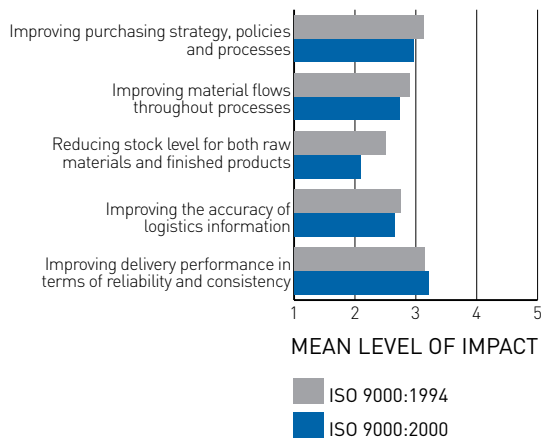 Improving purchasing strategy, policies
and processes
Improving material flows
throughout processes
Reducing stock level for both raw
materials and finished products
Improving the accuracy of
logistics information
Improving delivery performance in
terms of reliability and consistency
1 2 3 4 5
MEAN LEVEL OF IMPACT
ISO 9000:1994
ISO 9000:2000